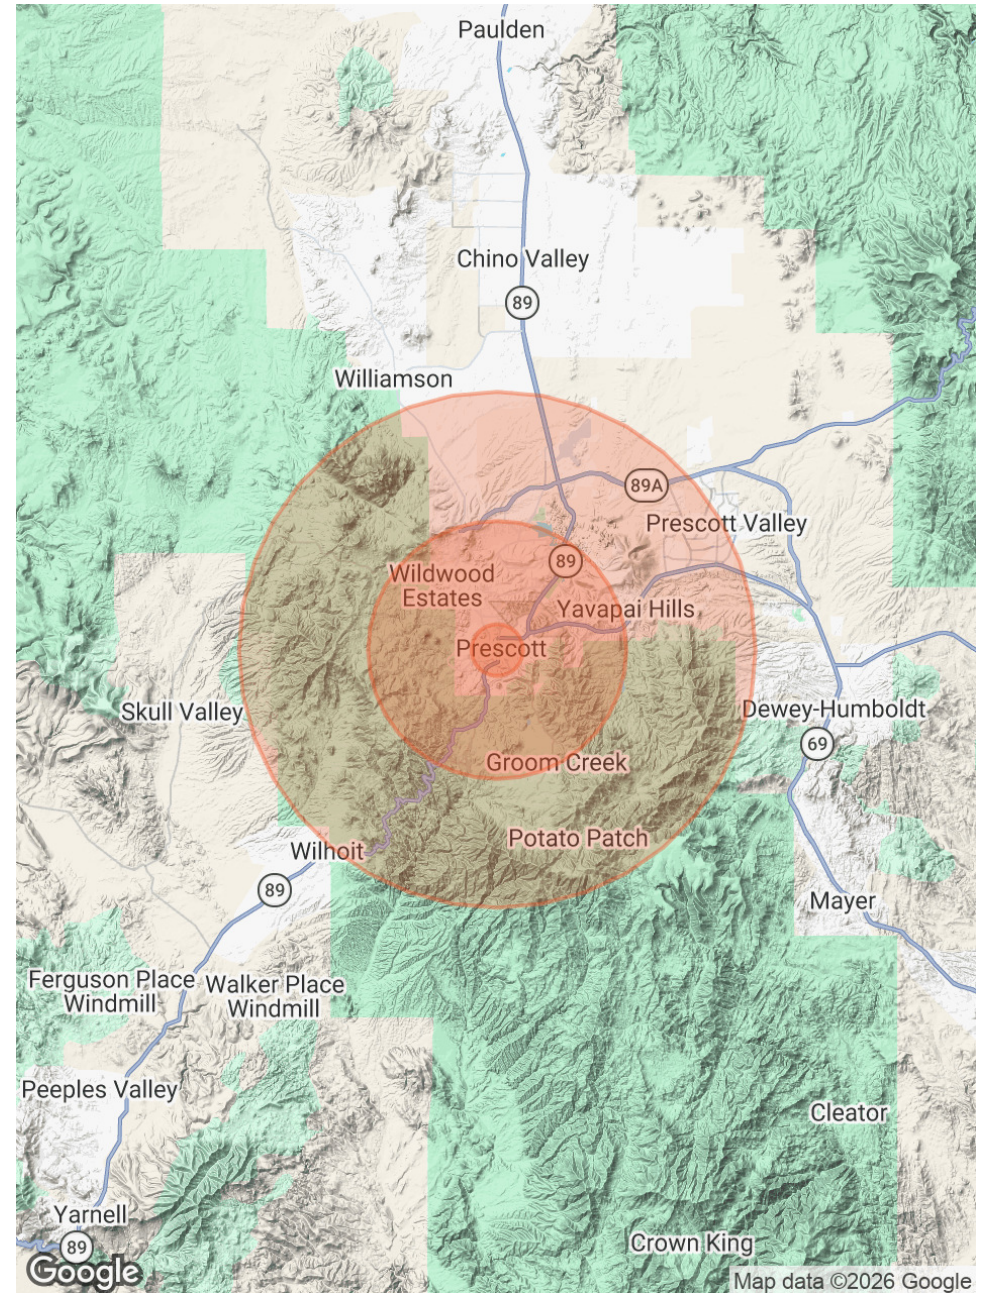 Paulden
Chino Valley
89
Williamson
89A
Prescott Valley
89
Wildwood
Estates
Yavapai Hills
Prescott
Skull Valley
Dewey-Humboldt
69
Groom Creek
Potato Patch
Wilhoit
89
Mayer
Ferguson Place
Windmill
Walker Place
Windmill
Peeples Valley
Cleator
Yarnell
89
Crown King
Google
Map data ©2026 Google